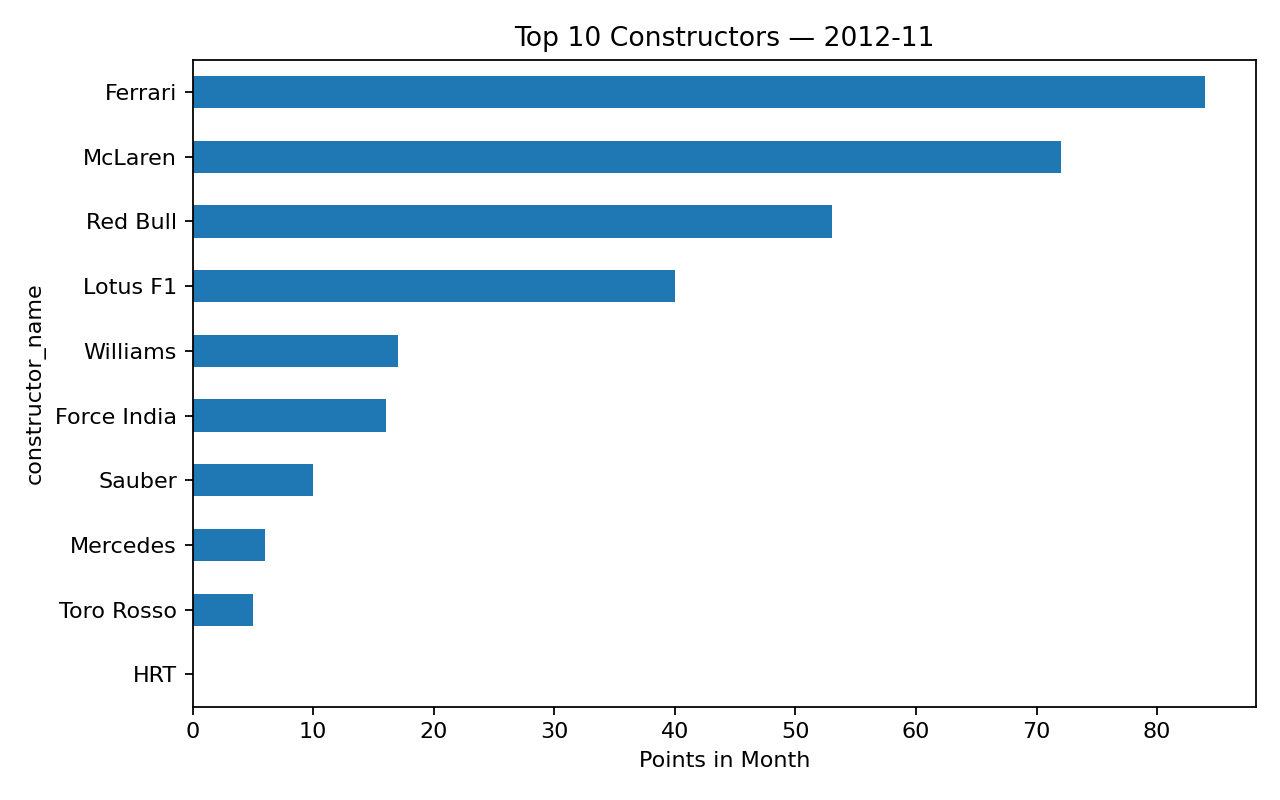 Top 10 Constructors — 2012-11
constructor_name
Ferrari
McLaren
Red Bull
Lotus F1
Williams
Force India
Sauber
Mercedes
Toro Rosso
HRT
0 10 20 30 40 50 60 70 80
Points in Month